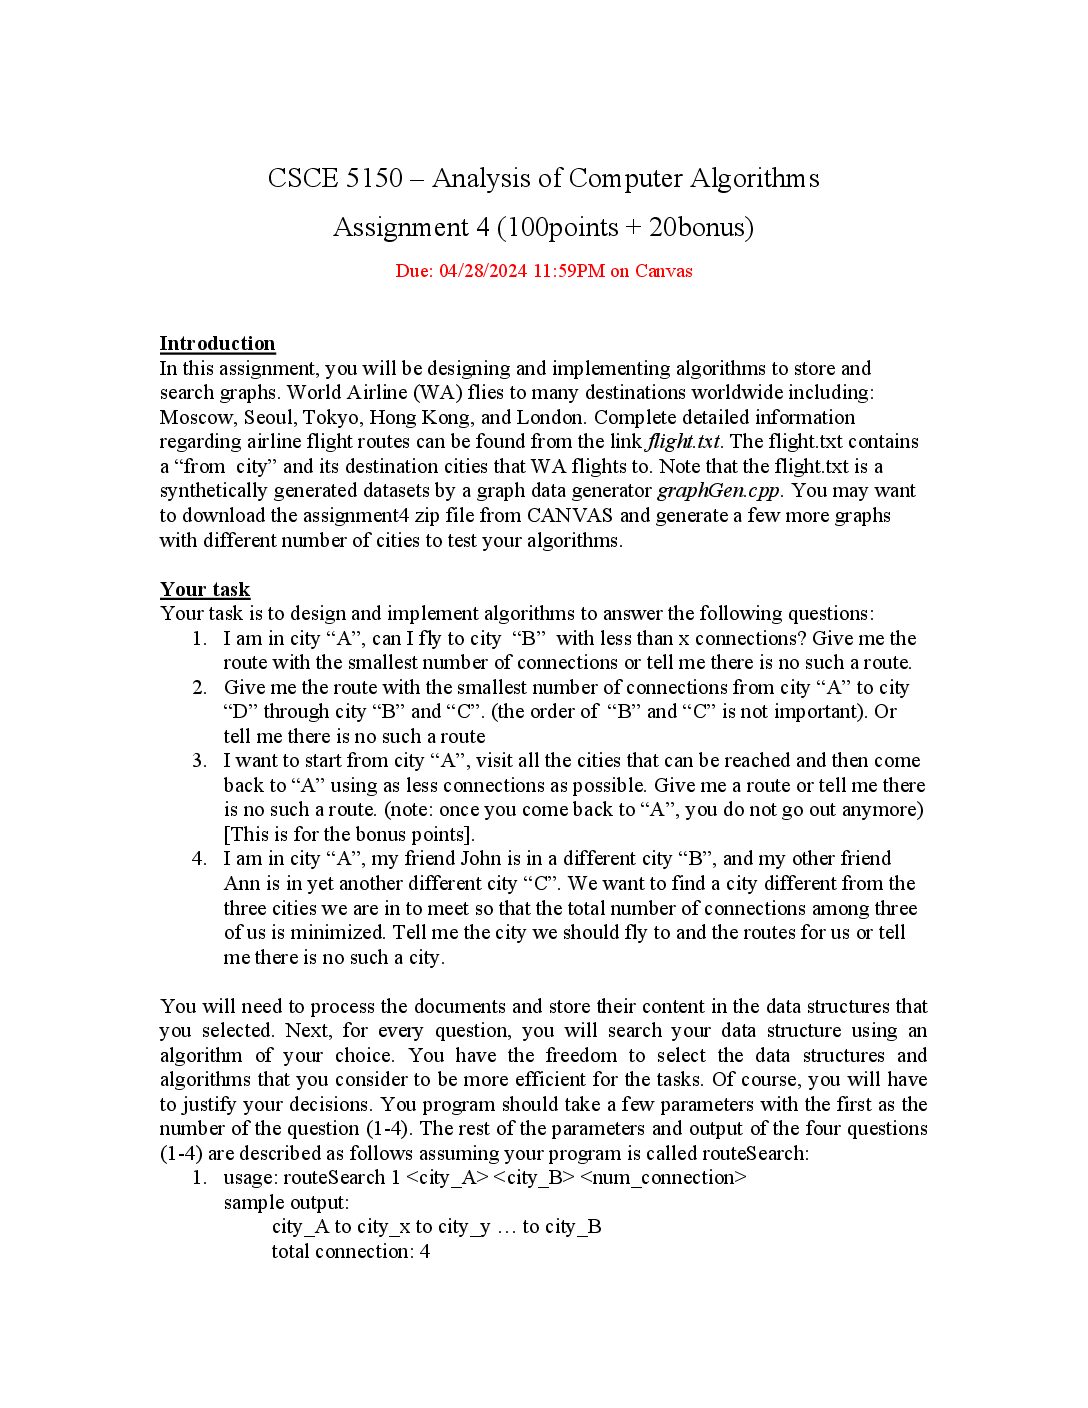 CSCE 5150 – Analysis of Computer Algorithms
Assignment 4 (100points + 20bonus)
Due: 04/28/2024 11:59PM on Canvas
Introduction
In this assignment, you will be designing and implementing algorithms to store and
search graphs. World Airline (WA) flies to many destinations worldwide including:
Moscow, Seoul, Tokyo, Hong Kong, and London. Complete detailed information
regarding airline flight routes can be found from the link flight.txt. The flight.txt contains
a “from city” and its destination cities that WA flights to. Note that the flight.txt is a
synthetically generated datasets by a graph data generator graphGen.cpp. You may want
to download the assignment4 zip file from CANVAS and generate a few more graphs
with different number of cities to test your algorithms.
Your task
Your task is to design and implement algorithms to answer the following questions:
1. I am in city “A”, can I fly to city “B” with less than x connections? Give me the
route with the smallest number of connections or tell me there is no such a route.
2. Give me the route with the smallest number of connections from city “A” to city
“D” through city “B” and “C”. (the order of “B” and “C” is not important). Or
tell me there is no such a route
3. I want to start from city “A”, visit all the cities that can be reached and then come
back to “A” using as less connections as possible. Give me a route or tell me there
is no such a route. (note: once you come back to “A”, you do not go out anymore)
[This is for the bonus points].
4. I am in city “A”, my friend John is in a different city “B”, and my other friend
Ann is in yet another different city “C”. We want to find a city different from the
three cities we are in to meet so that the total number of connections among three
of us is minimized. Tell me the city we should fly to and the routes for us or tell
me there is no such a city.
You will need to process the documents and store their content in the data structures that
you selected. Next, for every question, you will search your data structure using an
algorithm of your choice. You have the freedom to select the data structures and
algorithms that you consider to be more efficient for the tasks. Of course, you will have
to justify your decisions. You program should take a few parameters with the first as the
number of the question (1-4). The rest of the parameters and output of the four questions
(1-4) are described as follows assuming your program is called routeSearch:
1. usage: routeSearch 1 <city_A> <city_B> <num_connection>
sample output:
city_A to city_x to city_y … to city_B
total connection: 4